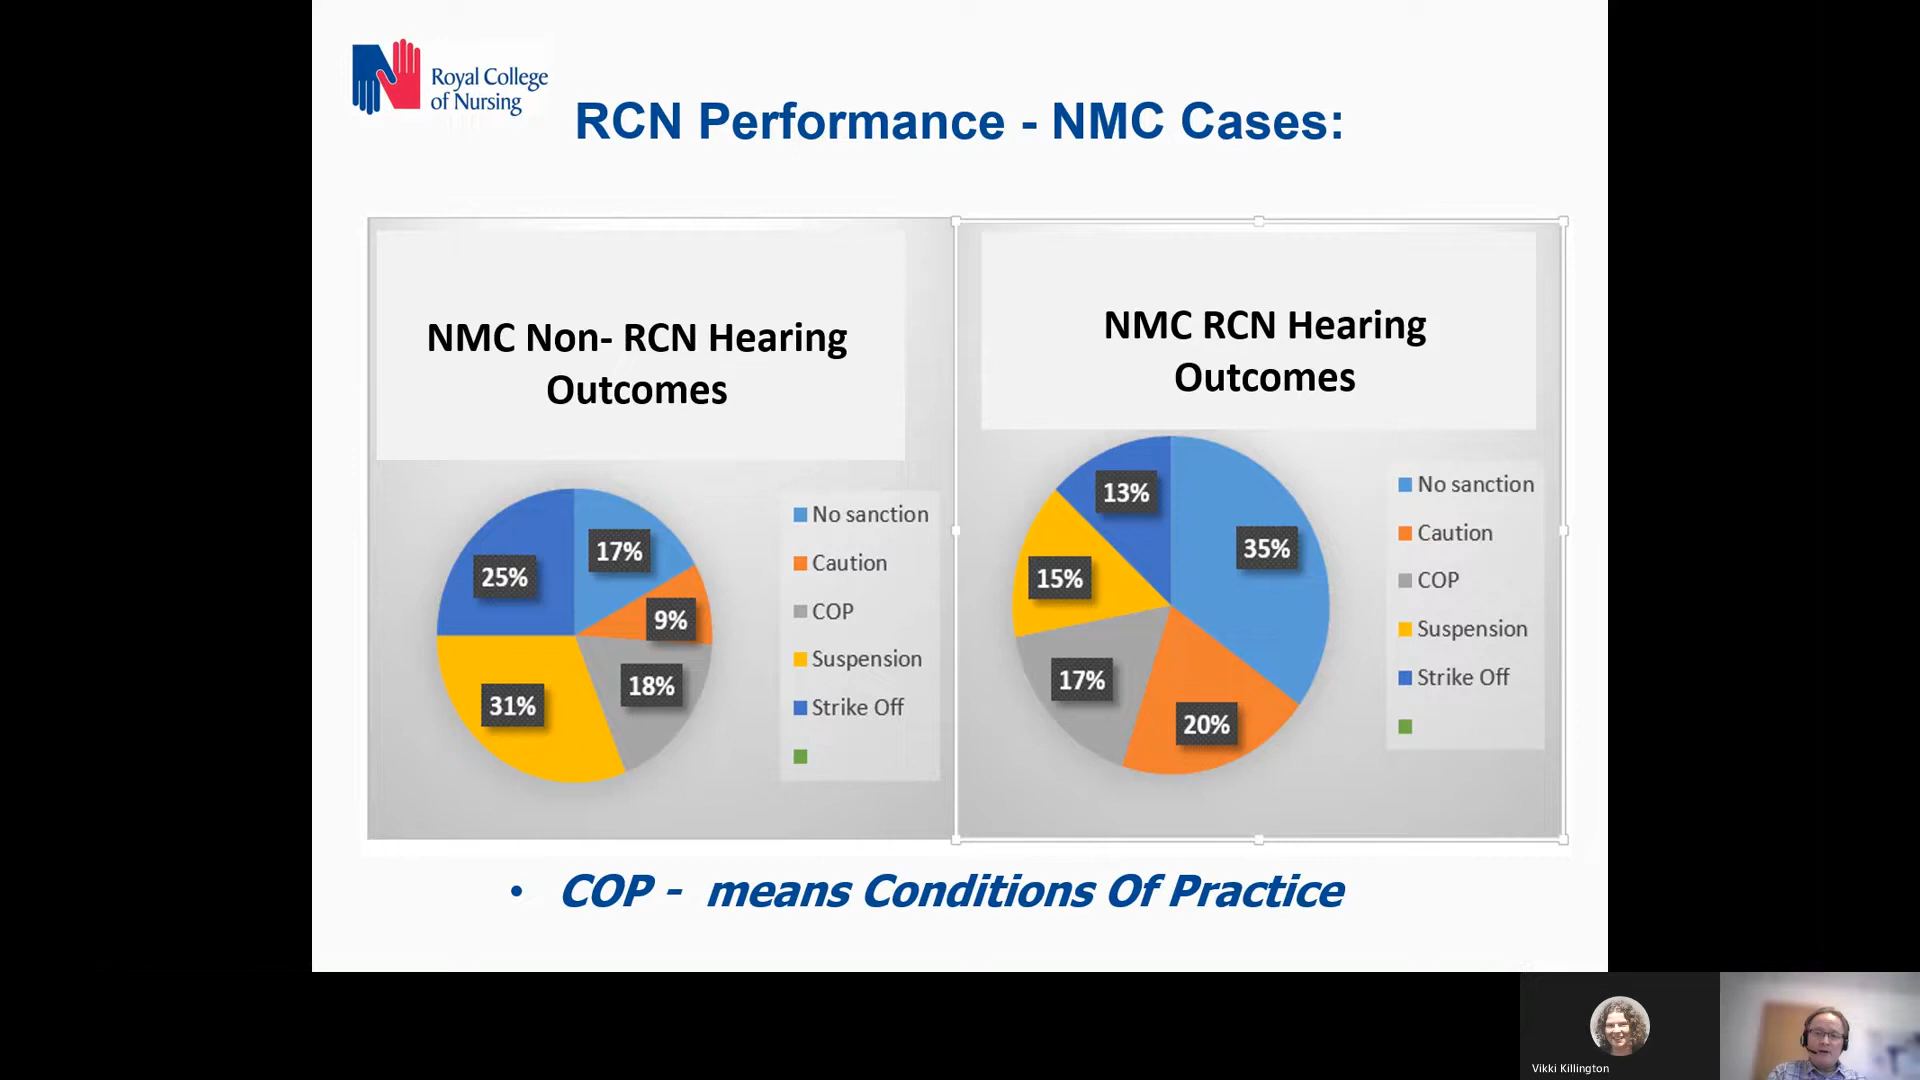 Royal College
of Nursing
RCN Performance - NMC Cases:
NMC Non- RCN Hearing
Outcomes
17%
9%
18%
31%
25%
No sanction
Caution
COP
Suspension
Strike Off
NMC RCN Hearing
Outcomes
35%
20%
17%
15%
13%
No sanction
Caution
COP
Suspension
Strike Off
• COP - means Conditions Of Practice
Vikki Killington